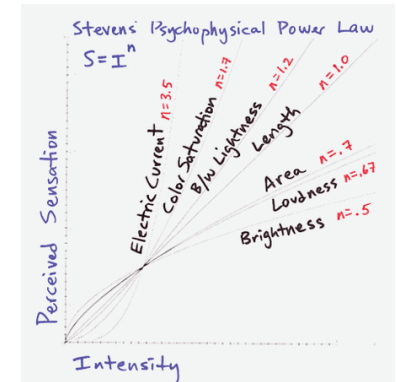 Stevens' Psychophysical Power Law
S = I^n
Electric Current n=3.5
Color Saturation n=1.7
B/w Lightness n=1.2
Length n=1.0
Area n=.7
Loudness n=.67
Brightness n=.5
Perceived Sensation
Intensity